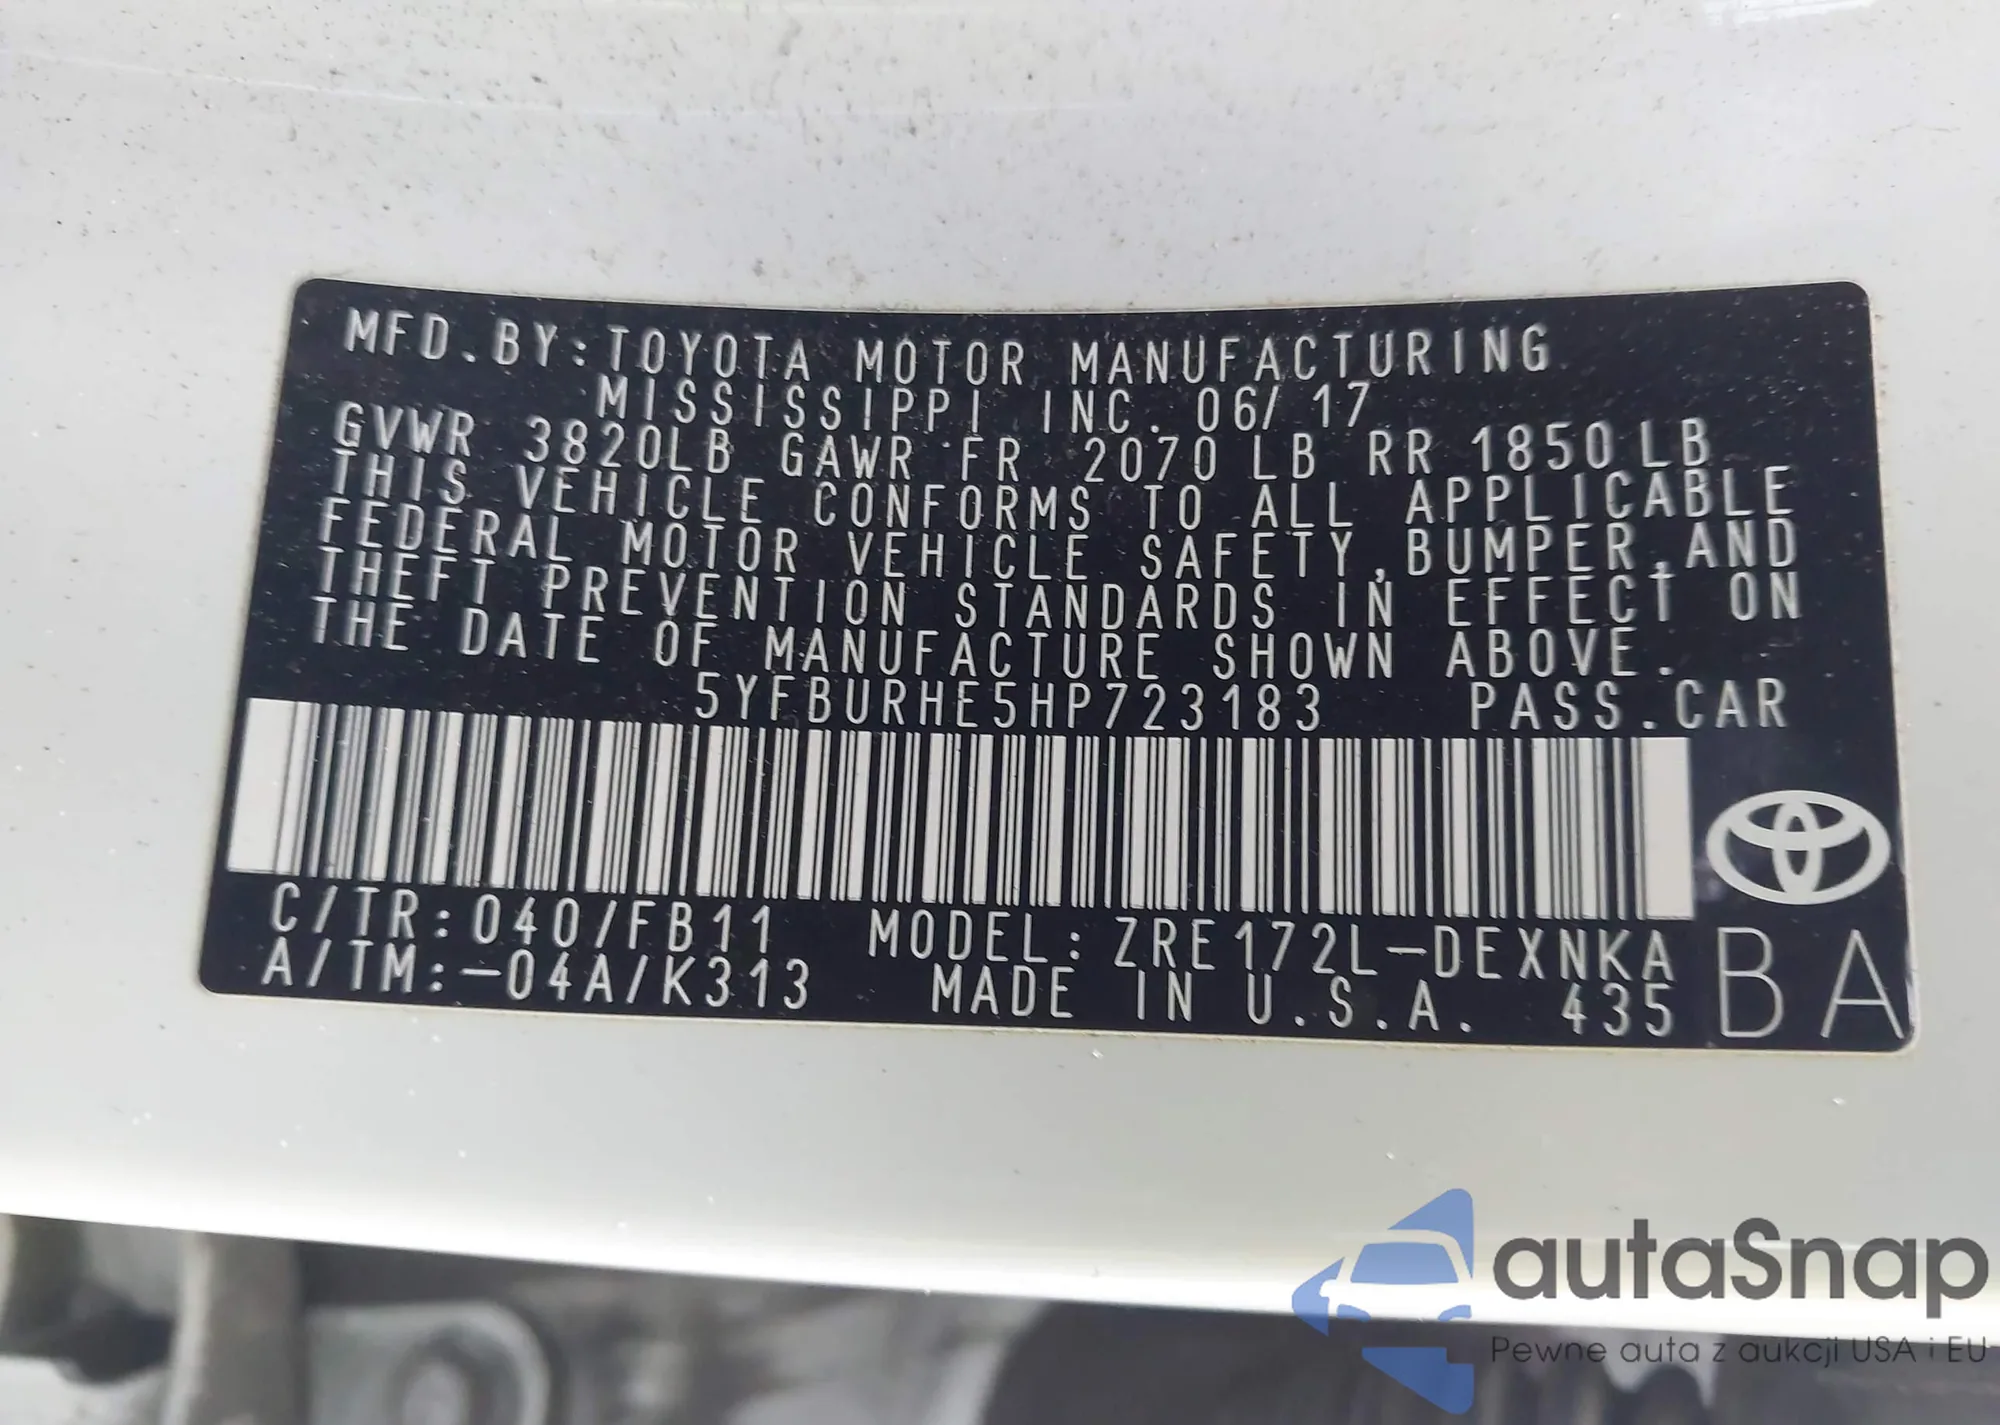 MFD.BY:TOYOTA MOTOR MANUFACTURING
MISSISSIPPI INC. 06/17
GVWR 3820LB GAWR FR 2070LB RR 1850LB
THIS VEHICLE CONFORMS TO ALL APPLICABLE
FEDERAL MOTOR VEHICLE SAFETY,BUMPER,AND
THEFT PREVENTION STANDARDS IN EFFECT ON
THE DATE OF MANUFACTURE SHOWN ABOVE.
5YFBURHE5HP723183 PASS.CAR
C/TR:040/FB11 MODEL:ZRE172L-DEXNKA
A/TM:-04A/K313 MADE IN U.S.A. 435
BA
autaSnap
Pewne auta z aukcji USA i EU